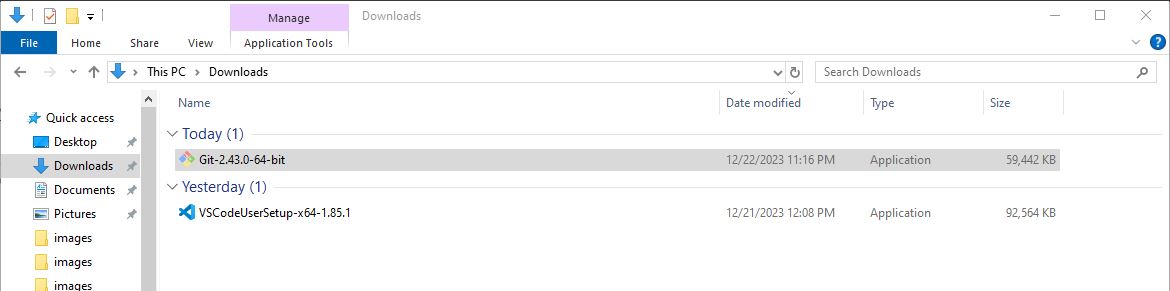 Manage Downloads
File Home Share View Application Tools
This PC Downloads Search Downloads
Name Date modified Type Size
Quick access
Today (1)
Desktop
Downloads Git-2.43.0-64-bit 12/22/2023 11:16 PM Application 59,442 KB
Documents Yesterday (1)
Pictures VSCodeUserSetup-x64-1.85.1 12/21/2023 12:08 PM Application 92,564 KB
images
images
images